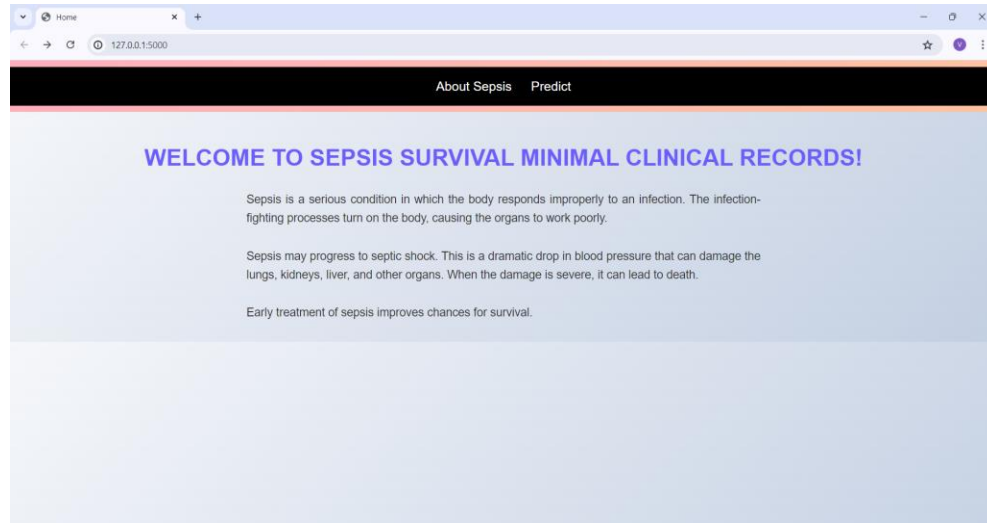 Home
127.0.0.1:5000
V
About Sepsis Predict
WELCOME TO SEPSIS SURVIVAL MINIMAL CLINICAL RECORDS!
Sepsis is a serious condition in which the body responds improperly to an infection. The infection-
fighting processes turn on the body, causing the organs to work poorly.
Sepsis may progress to septic shock. This is a dramatic drop in blood pressure that can damage the
lungs, kidneys, liver, and other organs. When the damage is severe, it can lead to death.
Early treatment of sepsis improves chances for survival.